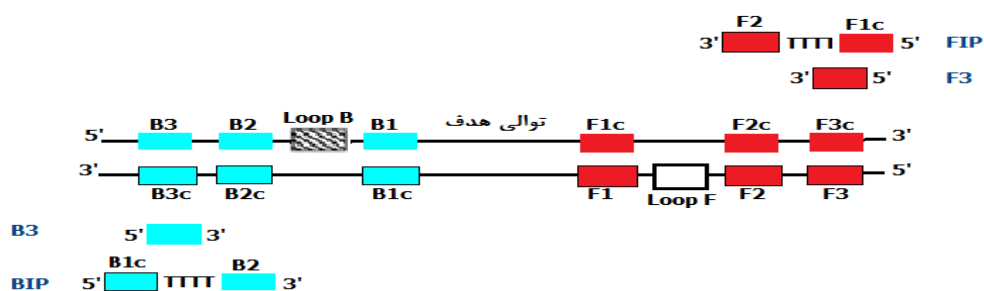 F2 F1c
3' TTTT 5' FIP
3' 5' F3
B3 B2 Loop B B1 توالی هدف F1c F2c F3c
5' 3'
3' 5'
B3c B2c B1c F1 Loop F F2 F3
B3 5' 3'
B1c B2
BIP 5' TTTT 3'